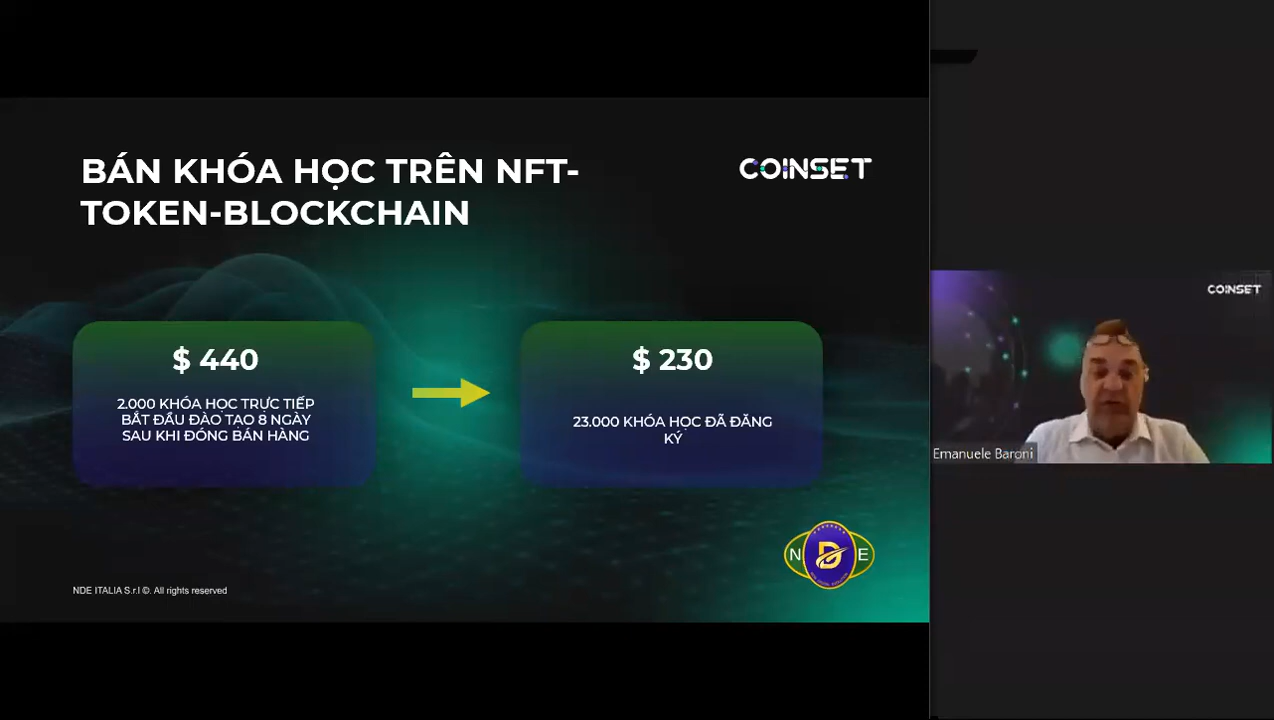 BÁN KHÓA HỌC TRÊN NFT-
TOKEN-BLOCKCHAIN
COINSET
$ 440
2.000 KHÓA HỌC TRỰC TIẾP
BẮT ĐẦU ĐÀO TẠO 8 NGÀY
SAU KHI ĐÓNG BÁN HÀNG
$ 230
23.000 KHÓA HỌC ĐÃ ĐĂNG
KÝ
N D E
NDE ITALIA S.r.l ©. All rights reserved
COINSET
Emanuele Baroni